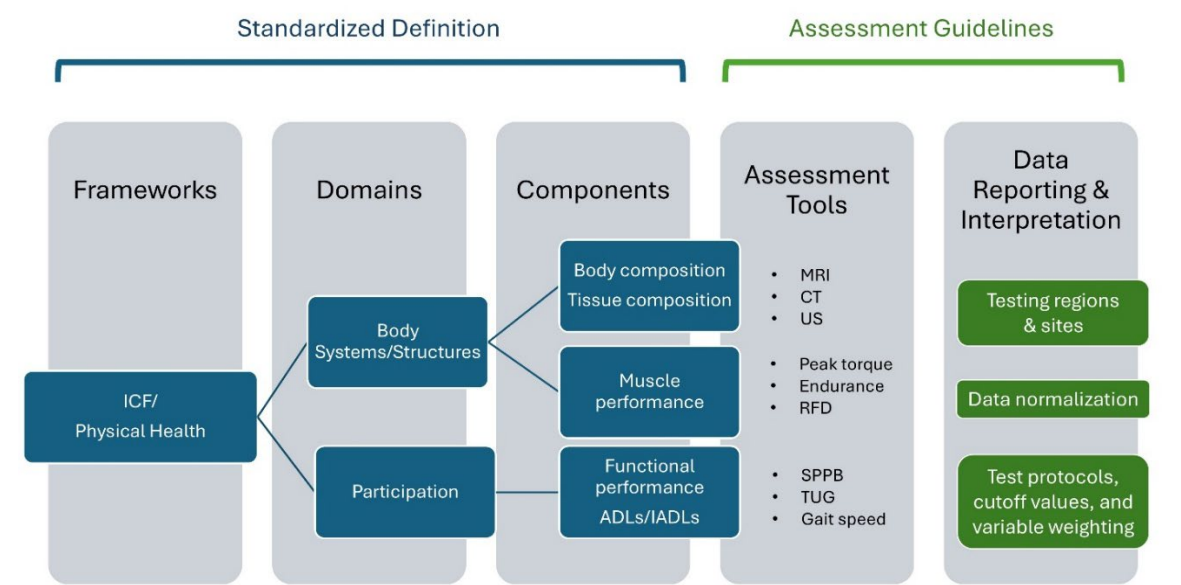 Standardized Definition
Assessment Guidelines
Frameworks
Domains
Components
Assessment
Tools
Data
Reporting &
Interpretation
ICF/
Physical Health
Body
Systems/Structures
Participation
Body composition
Tissue composition
Muscle
performance
Functional
performance
ADLs/IADLs
• MRI
• CT
• US
• Peak torque
• Endurance
• RFD
• SPPB
• TUG
• Gait speed
Testing regions
& sites
Data normalization
Test protocols,
cutoff values, and
variable weighting